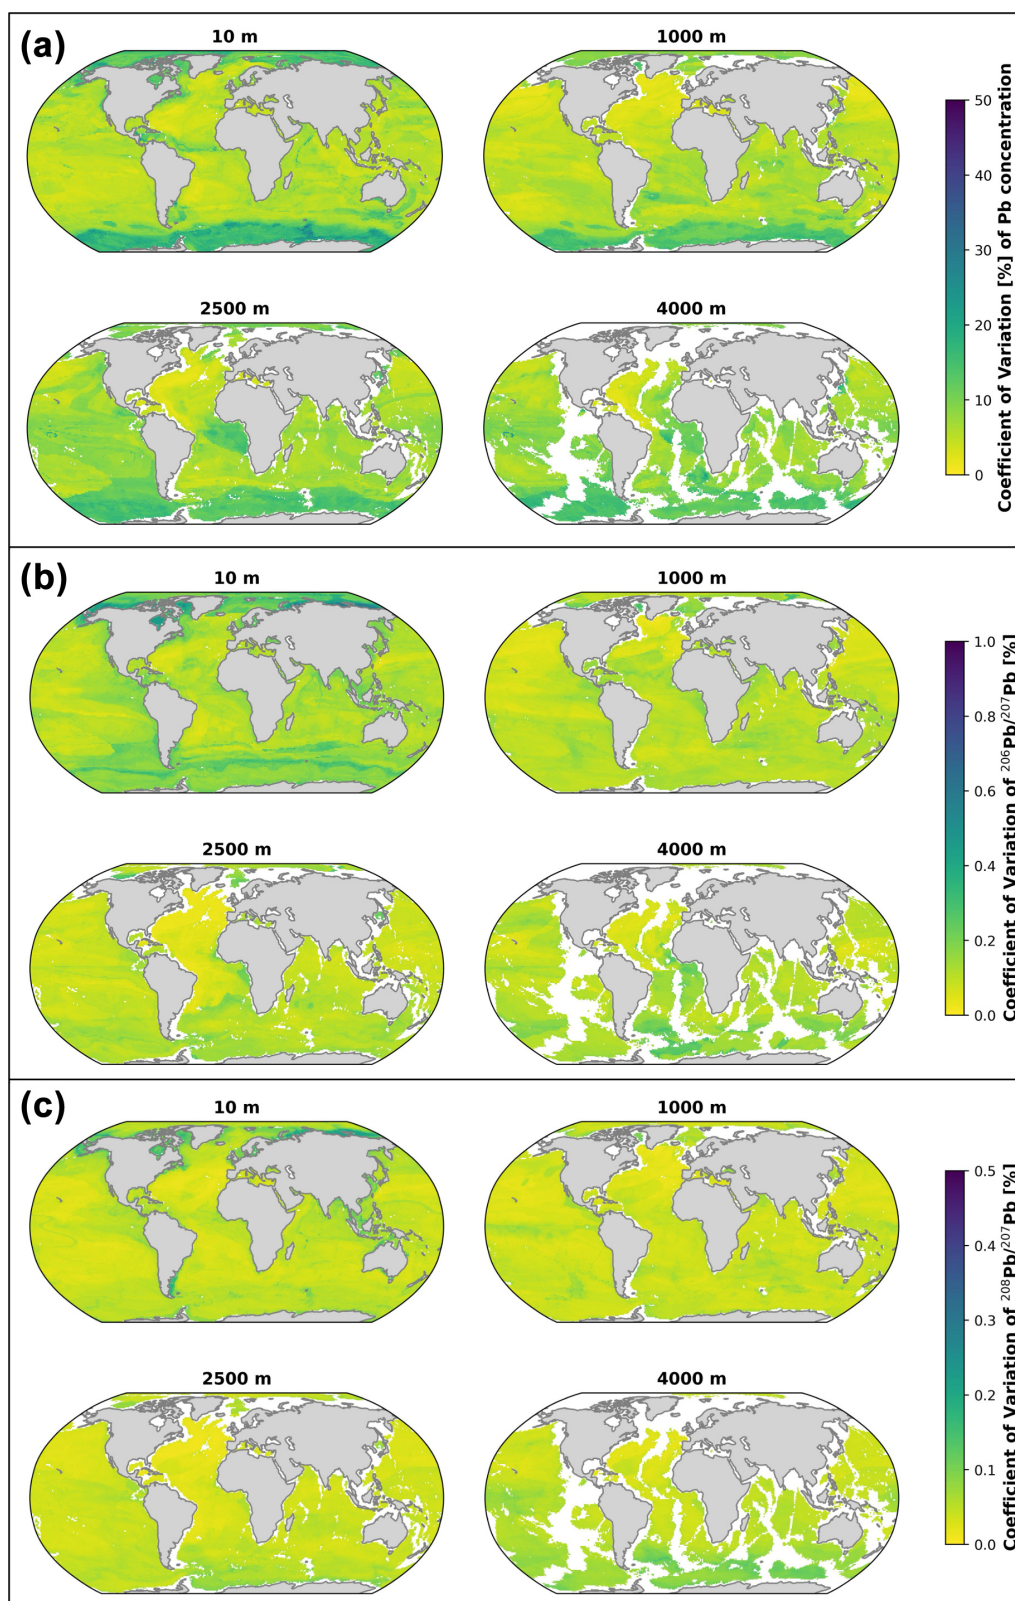 (a)
10 m
1000 m
2500 m
4000 m
50
40
30
20
10
0
Coefficient of Variation [%] of Pb concentration
(b)
10 m
1000 m
2500 m
4000 m
1.0
0.8
0.6
0.4
0.2
0.0
Coefficient of Variation of ²⁰⁶Pb/²⁰⁷Pb [%]
(c)
10 m
1000 m
2500 m
4000 m
0.5
0.4
0.3
0.2
0.1
0.0
Coefficient of Variation of ²⁰⁸Pb/²⁰⁷Pb [%]